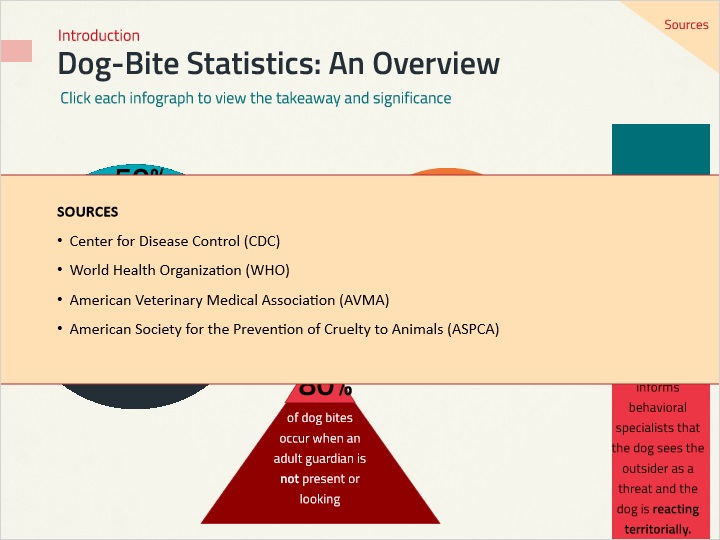 Sources
Introduction
Dog-Bite Statistics: An Overview
Click each infograph to view the takeaway and significance
SOURCES
• Center for Disease Control (CDC)
• World Health Organization (WHO)
• American Veterinary Medical Association (AVMA)
• American Society for the Prevention of Cruelty to Animals (ASPCA)
80%
of dog bites
occur when an
adult guardian is
not present or
looking
informs
behavioral
specialists that
the dog sees the
outsider as a
threat and the
dog is reacting
territorially.